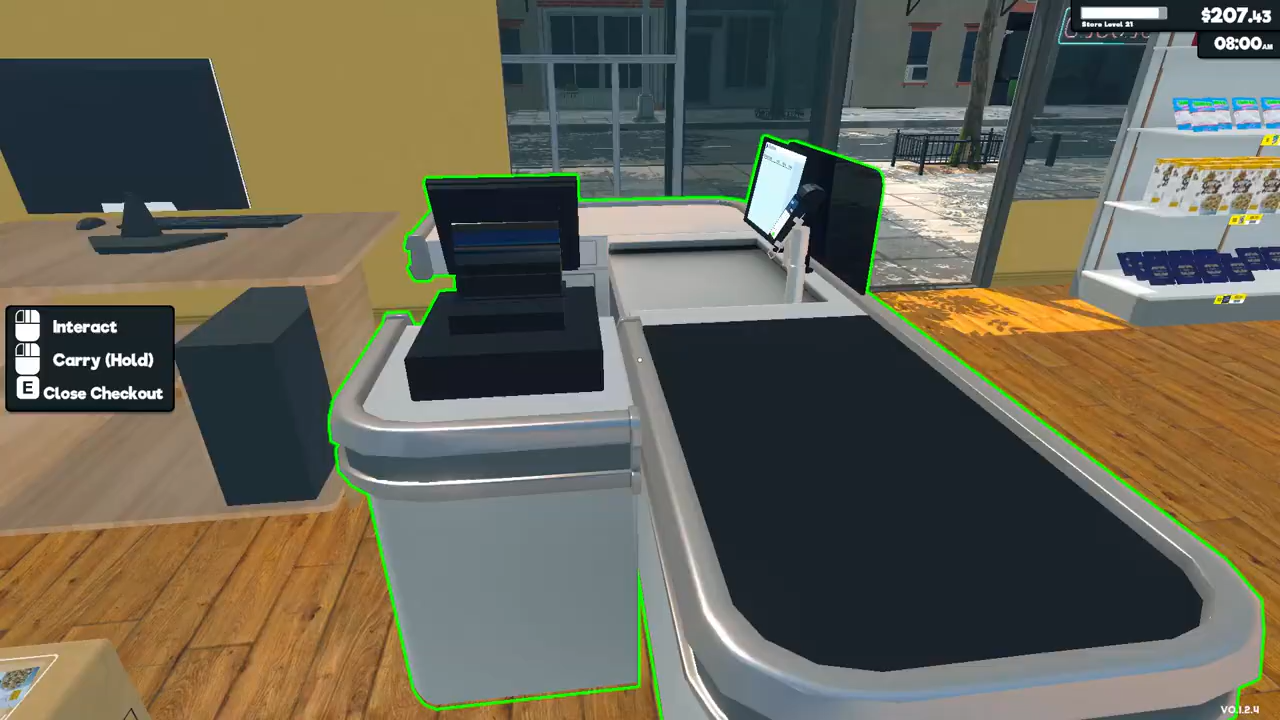 $207.43
Store Level 21
08:00AM
Interact
Carry (Hold)
E Close Checkout
V0.1.2.4